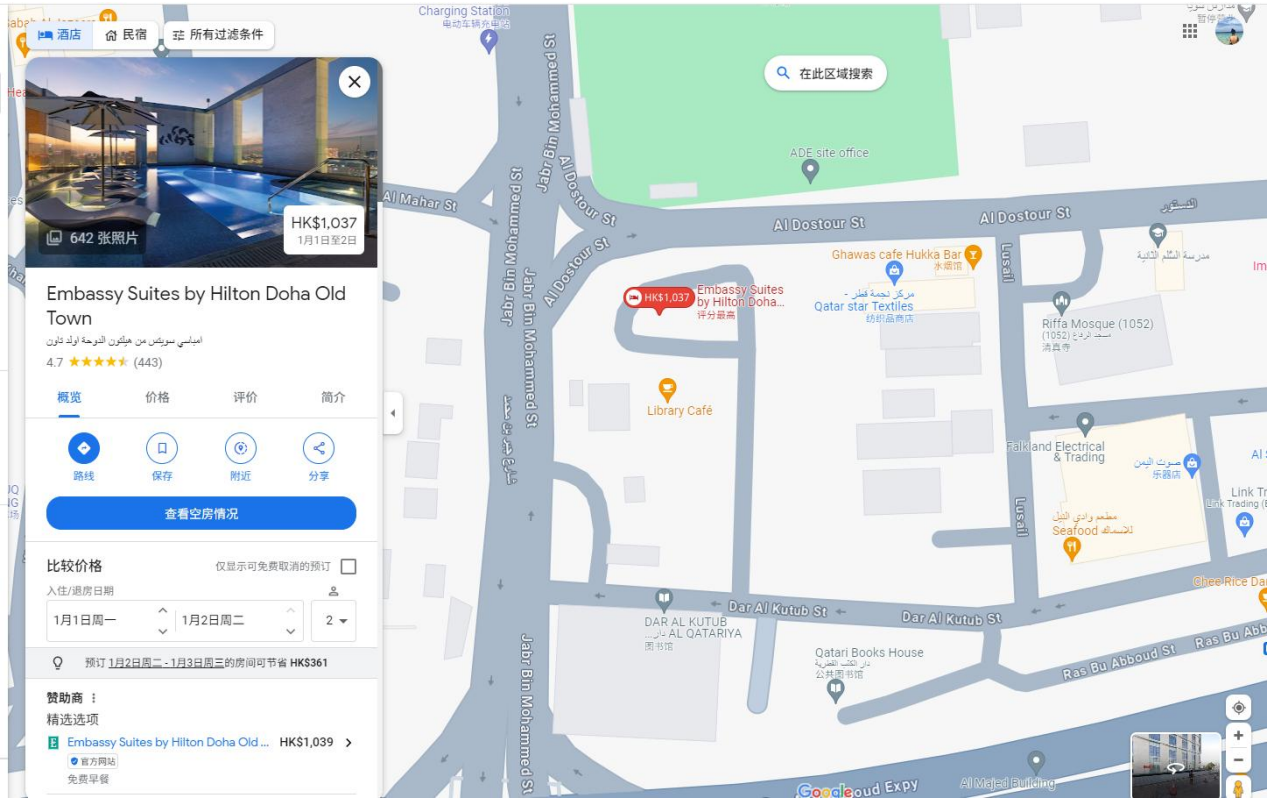 酒店
民宿
所有过滤条件
642 张照片
HK$1,037
1月1日至2日
Embassy Suites by Hilton Doha Old
Town
امباسي سويتس من هيلتون الدوحة اولد تاون
4.7
(443)
概览
价格
评价
简介
路线
保存
附近
分享
查看空房情况
比较价格
仅显示可免费取消的预订
入住/退房日期
1月1日周一
1月2日周二
2
预订 1月2日周二 - 1月3日周三的房间可节省 HK$361
赞助商
精选选项
Embassy Suites by Hilton Doha Old ...
HK$1,039
官方网站
免费早餐
Charging Station
电动车辆充电站
在此区域搜索
ADE site office
Al Mahar St
Jabr Bin Mohammed St
Jabr Bin Mohammed St
Jabr Bin Mohammed St
Jabr Bin Mohammed St
Jabr Bin Mohammed St
Al Dostour St
Al Dostour St
Al Dostour St
Al Dostour St
الدستور
Ghawas cafe Hukka Bar
水烟馆
مركز نجمة قطر -
Qatar star Textiles
纺织品商店
HK$1,037
Embassy Suites
by Hilton Doha...
评分最高
Library Café
Lusail
Lusail
Riffa Mosque (1052)
清真寺
Falkland Electrical
& Trading
صوت اليمن
乐器店
مطعم وادي النيل
Seafood للاسماك
DAR AL KUTUB
AL QATARIYA
图书馆
Dar Al Kutub St
Dar Al Kutub St
Qatari Books House
دار الكتب القطرية
公共图书馆
Ras Bu Abboud St
Ras Bu Abb
Chee Rice Da
Link Tr
Link Trading (
Al Majed Building
Google
oud Expy